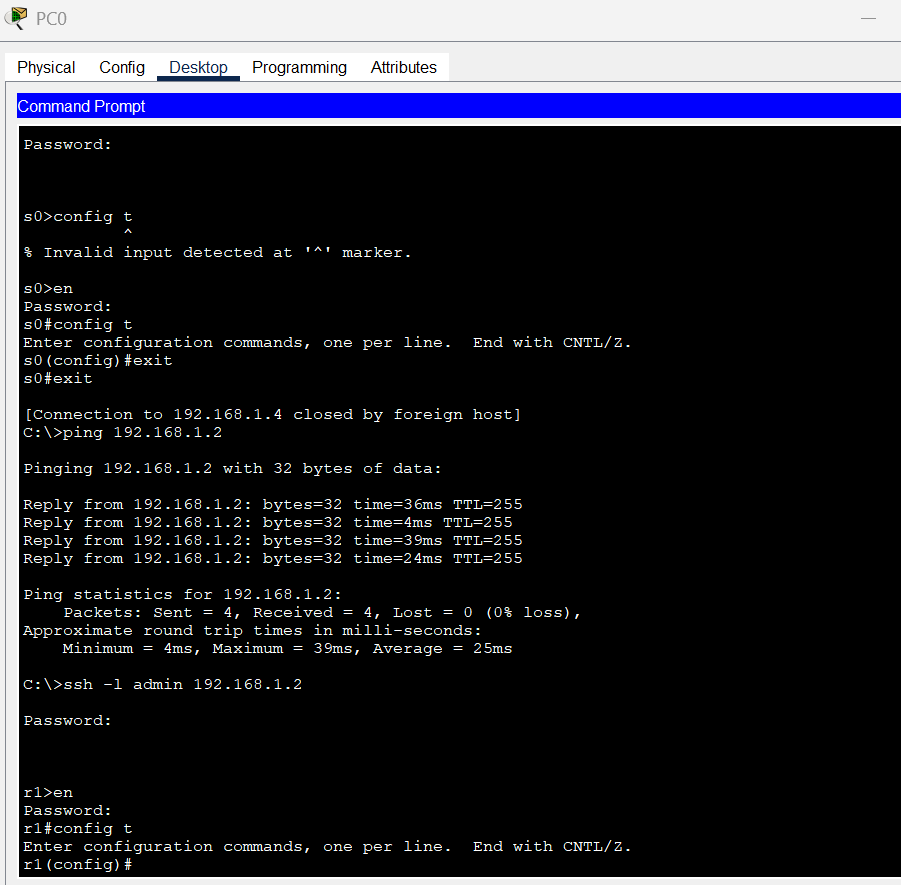 PC0
Physical Config Desktop Programming Attributes
Command Prompt
Password:
s0>config t
^
% Invalid input detected at '^' marker.
s0>en
Password:
s0#config t
Enter configuration commands, one per line.  End with CNTL/Z.
s0(config)#exit
s0#exit
[Connection to 192.168.1.4 closed by foreign host]
C:\>ping 192.168.1.2
Pinging 192.168.1.2 with 32 bytes of data:
Reply from 192.168.1.2: bytes=32 time=36ms TTL=255
Reply from 192.168.1.2: bytes=32 time=4ms TTL=255
Reply from 192.168.1.2: bytes=32 time=39ms TTL=255
Reply from 192.168.1.2: bytes=32 time=24ms TTL=255
Ping statistics for 192.168.1.2:
Packets: Sent = 4, Received = 4, Lost = 0 (0% loss),
Approximate round trip times in milli-seconds:
Minimum = 4ms, Maximum = 39ms, Average = 25ms
C:\>ssh -l admin 192.168.1.2
Password:
r1>en
Password:
r1#config t
Enter configuration commands, one per line.  End with CNTL/Z.
r1(config)#